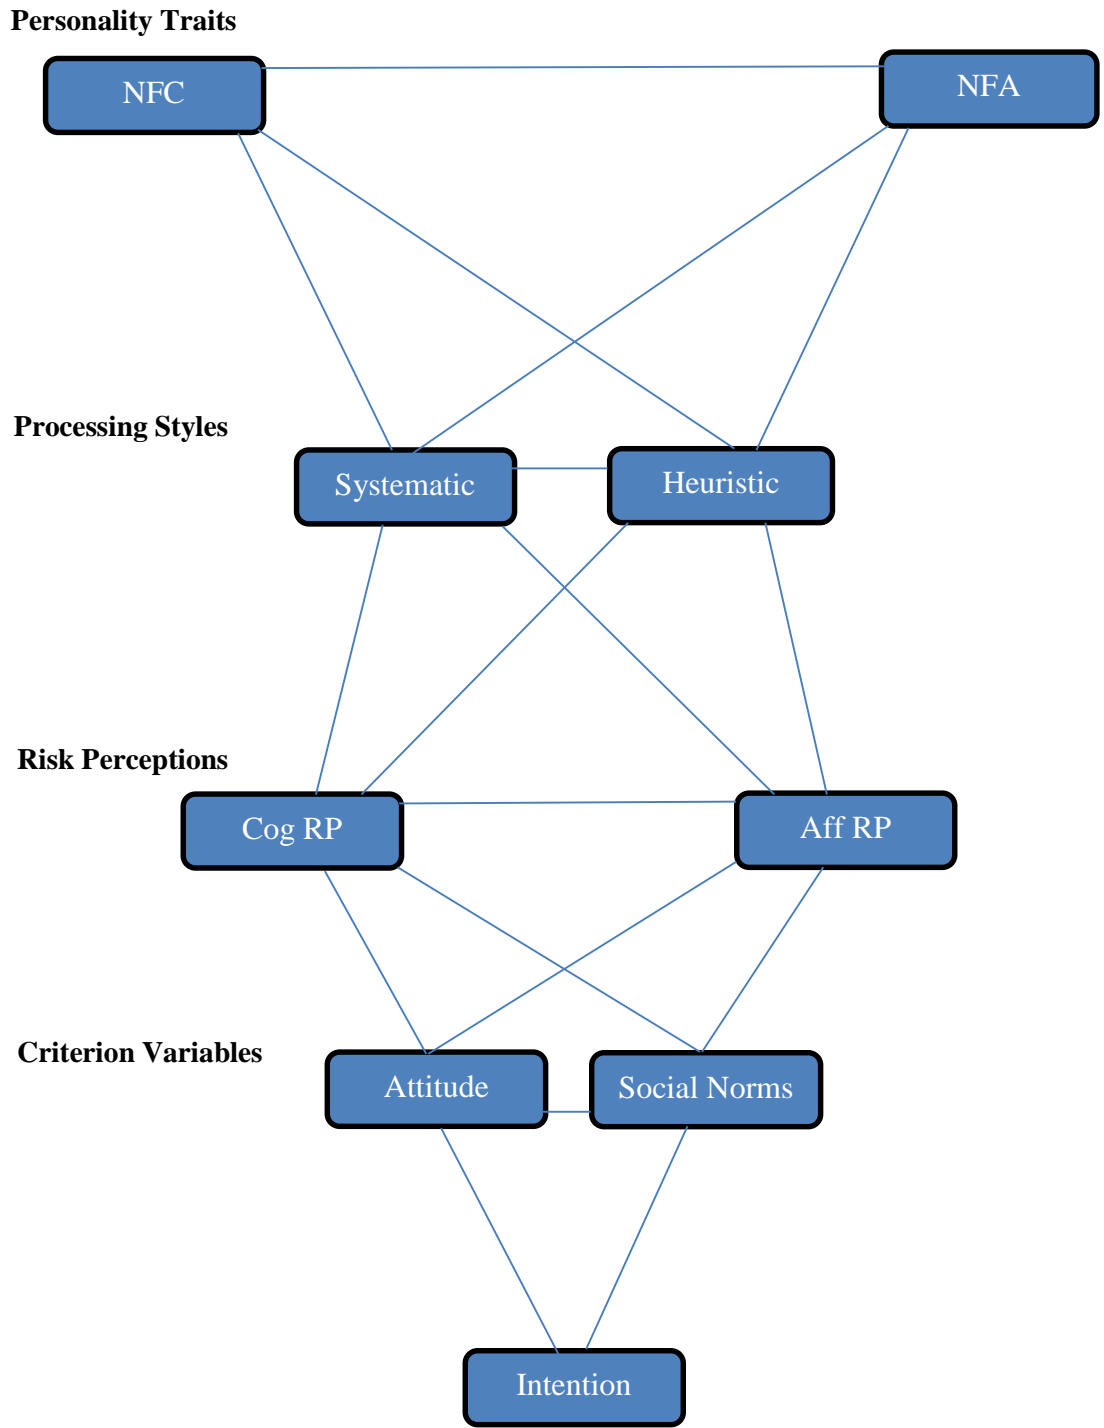 Personality Traits
NFC
NFA
Processing Styles
Systematic
Heuristic
Risk Perceptions
Cog RP
Aff RP
Criterion Variables
Attitude
Social Norms
Intention